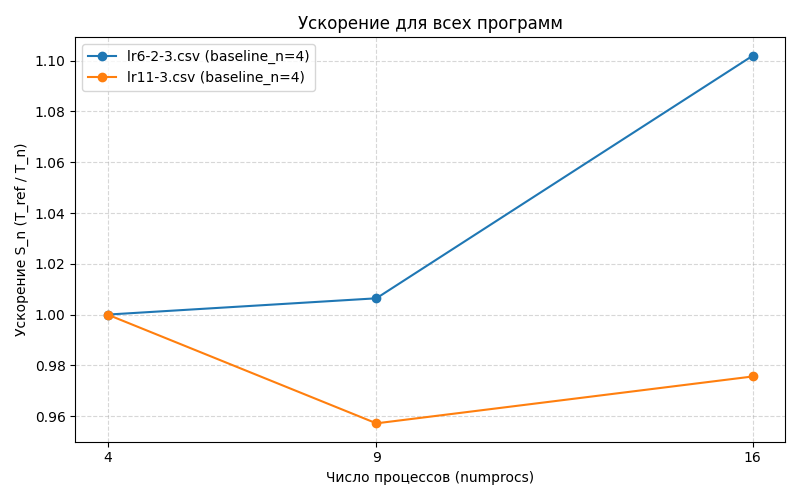 Ускорение для всех программ
lr6-2-3.csv (baseline_n=4)
lr11-3.csv (baseline_n=4)
Ускорение S_n (T_ref / T_n)
1.10
1.08
1.06
1.04
1.02
1.00
0.98
0.96
4
9
16
Число процессов (numprocs)